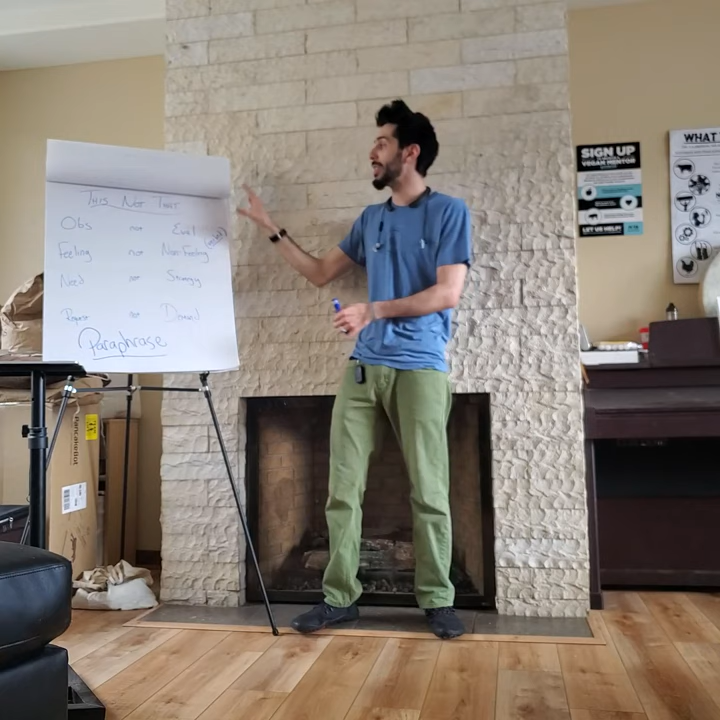 This Not That
Obs not Eval
Feeling not Non-Feeling
Need not Strategy
Request not Demand
Paraphrase
PancakeBot
SIGN UP
VEGAN MENTOR
LET US HELP!
WHAT